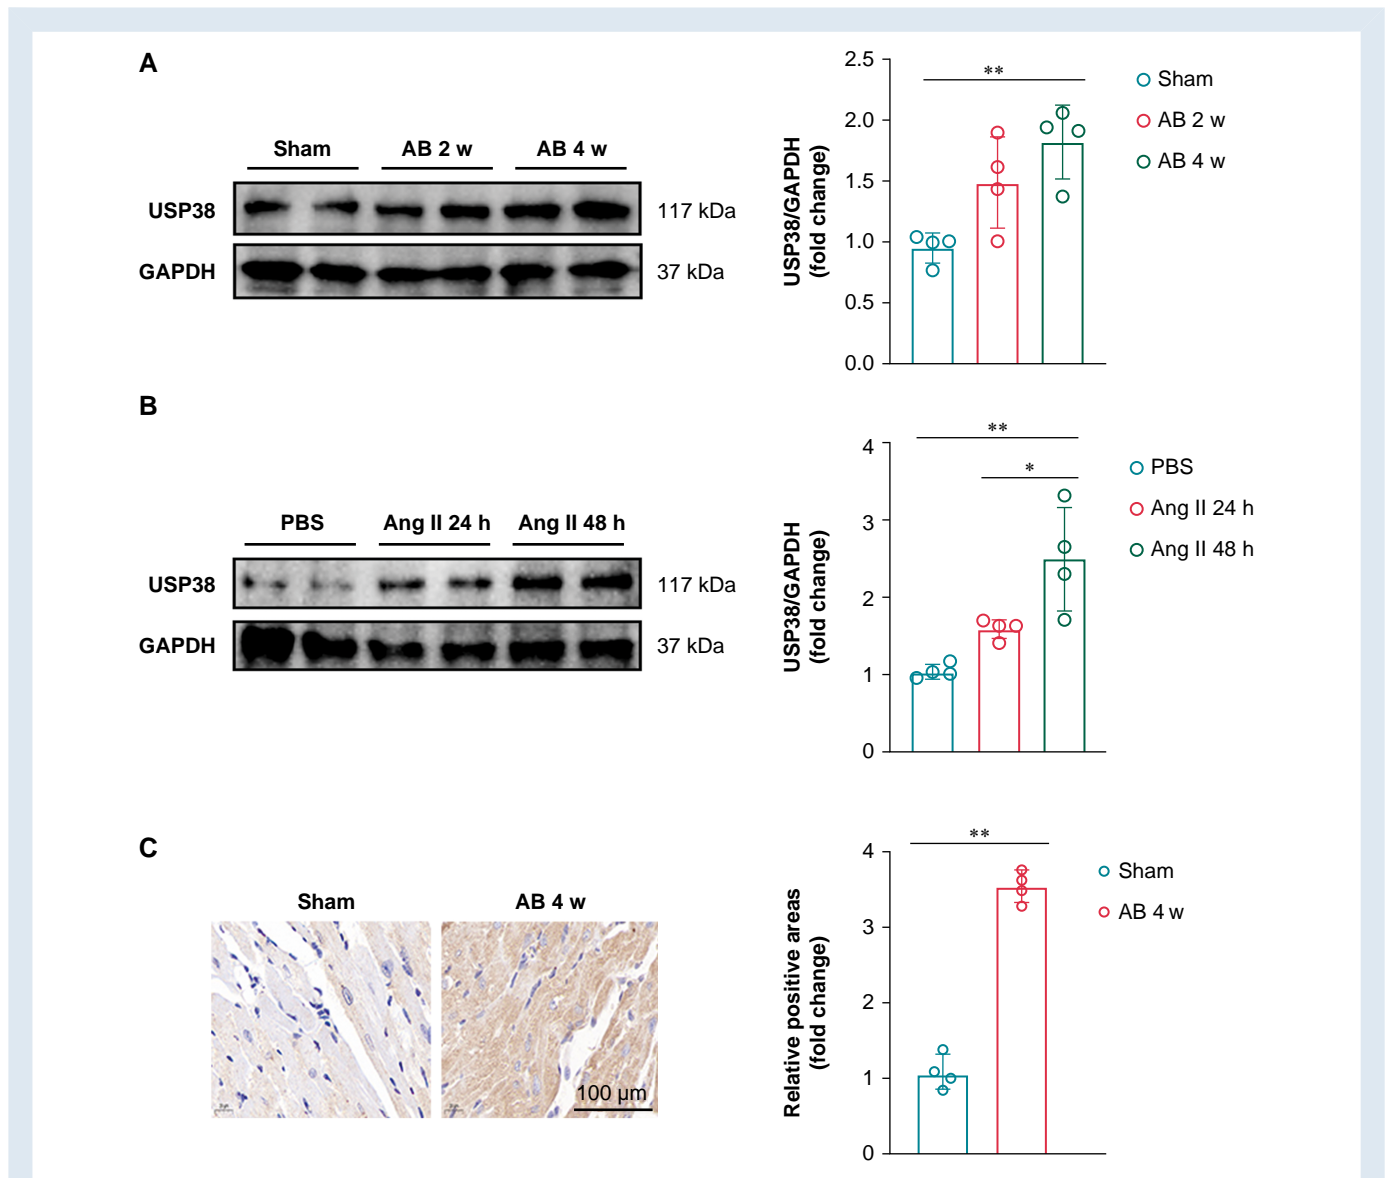 A
Sham
AB 2 w
AB 4 w
USP38
117 kDa
GAPDH
37 kDa
USP38/GAPDH
(fold change)
2.5
2.0
1.5
1.0
0.5
0.0
**
Sham
AB 2 w
AB 4 w
B
PBS
Ang II 24 h
Ang II 48 h
USP38
117 kDa
GAPDH
37 kDa
USP38/GAPDH
(fold change)
4
3
2
1
0
**
*
PBS
Ang II 24 h
Ang II 48 h
C
Sham
AB 4 w
100 μm
Relative positive areas
(fold change)
4
3
2
1
0
**
Sham
AB 4 w